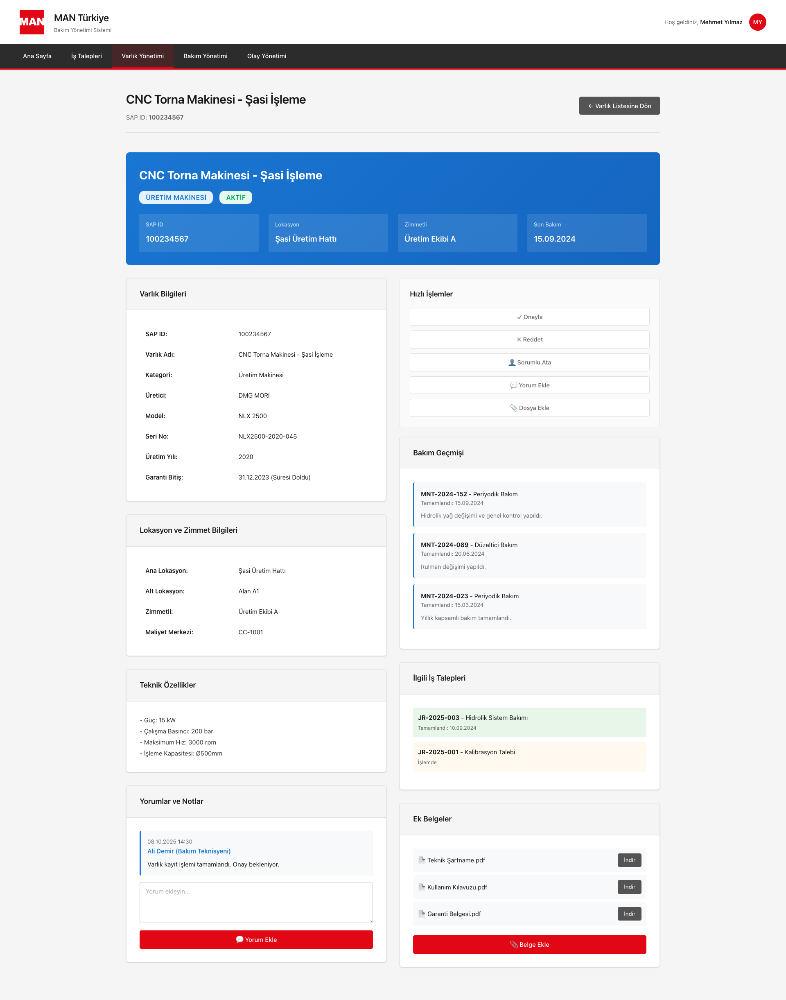 MAN
MAN Türkiye
Bakım Yönetimi Sistemi
Hoş geldiniz, Mehmet Yılmaz
MY
Ana Sayfa
İş Talepleri
Varlık Yönetimi
Bakım Yönetimi
Olay Yönetimi
CNC Torna Makinesi - Şasi İşleme
SAP ID: 100234567
← Varlık Listesine Dön
CNC Torna Makinesi - Şasi İşleme
ÜRETİM MAKİNESİ
AKTİF
SAP ID
100234567
Lokasyon
Şasi Üretim Hattı
Zimmetli
Üretim Ekibi A
Son Bakım
15.09.2024
Varlık Bilgileri
SAP ID: 100234567
Varlık Adı: CNC Torna Makinesi - Şasi İşleme
Kategori: Üretim Makinesi
Üretici: DMG MORI
Model: NLX 2500
Seri No: NLX2500-2020-045
Üretim Yılı: 2020
Garanti Bitiş: 31.12.2023 (Süresi Doldu)
Lokasyon ve Zimmet Bilgileri
Ana Lokasyon: Şasi Üretim Hattı
Alt Lokasyon: Alan A1
Zimmetli: Üretim Ekibi A
Maliyet Merkezi: CC-1001
Teknik Özellikler
• Güç: 15 kW
• Çalışma Basıncı: 200 bar
• Maksimum Hız: 3000 rpm
• İşleme Kapasitesi: Ø500mm
Yorumlar ve Notlar
08.10.2025 14:30
Ali Demir (Bakım Teknisyeni)
Varlık kayıt işlemi tamamlandı. Onay bekleniyor.
Yorum ekleyin...
💬 Yorum Ekle
Hızlı İşlemler
✓ Onayla
✕ Reddet
👤 Sorumlu Ata
💬 Yorum Ekle
📎 Dosya Ekle
Bakım Geçmişi
MNT-2024-152 - Periyodik Bakım
Tamamlandı: 15.09.2024
Hidrolik yağ değişimi ve genel kontrol yapıldı.
MNT-2024-089 - Düzeltici Bakım
Tamamlandı: 20.06.2024
Rulman değişimi yapıldı.
MNT-2024-023 - Periyodik Bakım
Tamamlandı: 15.03.2024
Yıllık kapsamlı bakım tamamlandı.
İlgili İş Talepleri
JR-2025-003 - Hidrolik Sistem Bakımı
Tamamlandı: 10.09.2024
JR-2025-001 - Kalibrasyon Talebi
İşlemde
Ek Belgeler
Teknik Şartname.pdf
İndir
Kullanım Kılavuzu.pdf
İndir
Garanti Belgesi.pdf
İndir
📎 Belge Ekle